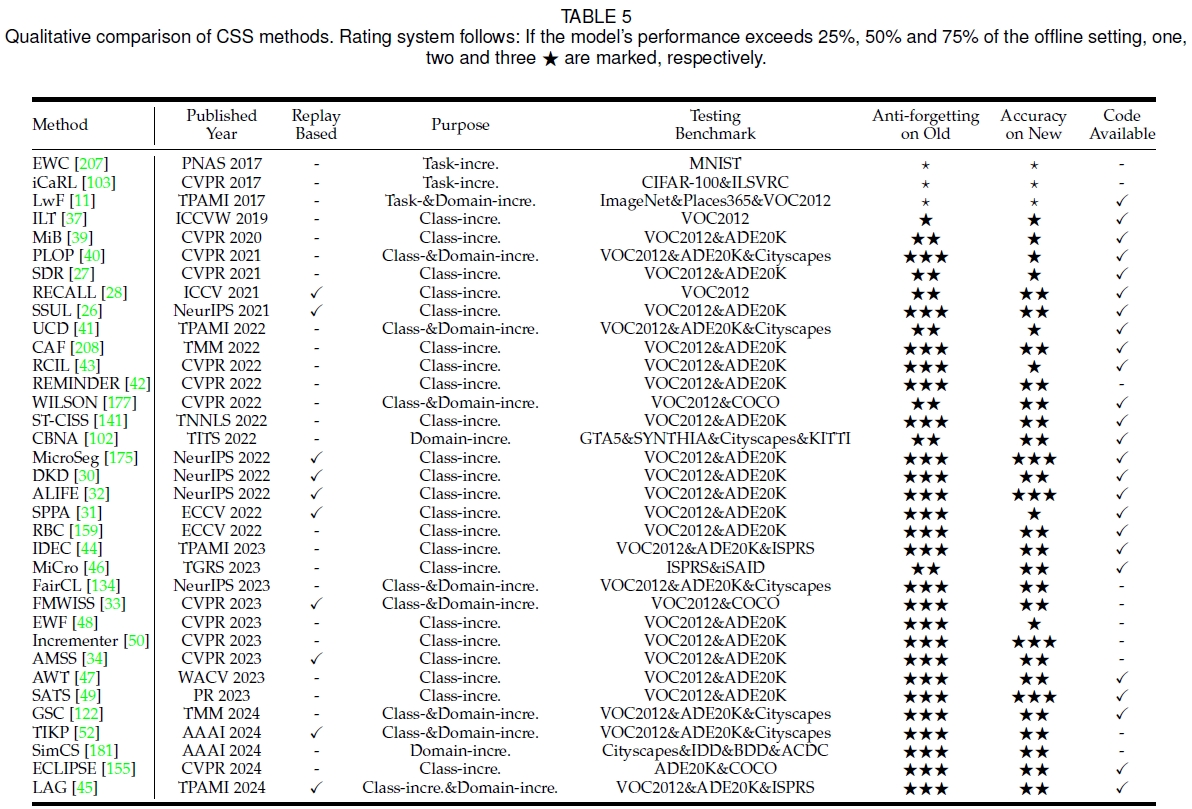 TABLE 5
Qualitative comparison of CSS methods. Rating system follows: If the model's performance exceeds 25%, 50% and 75% of the offline setting, one,
two and three ★ are marked, respectively.
Method Published Year Replay Based Purpose Testing Benchmark Anti-forgetting on Old Accuracy on New Code Available
EWC [207] PNAS 2017 - Task-incre. MNIST ⋆ ⋆ -
iCaRL [103] CVPR 2017 - Task-incre. CIFAR-100&ILSVRC ⋆ ⋆ -
LwF [11] TPAMI 2017 - Task-&Domain-incre. ImageNet&Places365&VOC2012 ⋆ ⋆ ✓
ILT [37] ICCVW 2019 - Class-incre. VOC2012 ★ ★ ✓
MiB [39] CVPR 2020 - Class-incre. VOC2012&ADE20K ★★ ★ ✓
PLOP [40] CVPR 2021 - Class-&Domain-incre. VOC2012&ADE20K&Cityscapes ★★★ ★ ✓
SDR [27] CVPR 2021 - Class-incre. VOC2012&ADE20K ★★ ★ ✓
RECALL [28] ICCV 2021 ✓ Class-incre. VOC2012 ★★ ★★ ✓
SSUL [26] NeurIPS 2021 ✓ Class-incre. VOC2012&ADE20K ★★★ ★★ ✓
UCD [41] TPAMI 2022 - Class-&Domain-incre. VOC2012&ADE20K&Cityscapes ★★ ★ ✓
CAF [208] TMM 2022 - Class-incre. VOC2012&ADE20K ★★★ ★★ ✓
RCIL [43] CVPR 2022 - Class-incre. VOC2012&ADE20K ★★★ ★ ✓
REMINDER [42] CVPR 2022 - Class-incre. VOC2012&ADE20K ★★★ ★★ -
WILSON [177] CVPR 2022 - Class-&Domain-incre. VOC2012&COCO ★★ ★★ ✓
ST-CISS [141] TNNLS 2022 - Class-incre. VOC2012&ADE20K ★★★ ★★ ✓
CBNA [102] TITS 2022 - Domain-incre. GTA5&SYNTHIA&Cityscapes&KITTI ★★ ★★ ✓
MicroSeg [175] NeurIPS 2022 ✓ Class-incre. VOC2012&ADE20K ★★★ ★★★ ✓
DKD [30] NeurIPS 2022 ✓ Class-incre. VOC2012&ADE20K ★★★ ★★ ✓
ALIFE [32] NeurIPS 2022 ✓ Class-incre. VOC2012&ADE20K ★★★ ★★★ ✓
SPPA [31] ECCV 2022 ✓ Class-incre. VOC2012&ADE20K ★★★ ★ ✓
RBC [159] ECCV 2022 - Class-incre. VOC2012&ADE20K ★★★ ★★ ✓
IDEC [44] TPAMI 2023 - Class-incre. VOC2012&ADE20K&ISPRS ★★★ ★★ ✓
MiCro [46] TGRS 2023 - Class-incre. ISPRS&iSAID ★★ ★★ ✓
FairCL [134] NeurIPS 2023 - Class-&Domain-incre. VOC2012&ADE20K&Cityscapes ★★★ ★★ -
FMWISS [33] CVPR 2023 ✓ Class-&Domain-incre. VOC2012&COCO ★★★ ★★ -
EWF [48] CVPR 2023 - Class-incre. VOC2012&ADE20K ★★★ ★ -
Incrementer [50] CVPR 2023 - Class-incre. VOC2012&ADE20K ★★★ ★★★ -
AMSS [34] CVPR 2023 ✓ Class-incre. VOC2012&ADE20K ★★★ ★★ -
AWT [47] WACV 2023 - Class-incre. VOC2012&ADE20K ★★★ ★★ ✓
SATS [49] PR 2023 - Class-incre. VOC2012&ADE20K ★★★ ★★★ ✓
GSC [122] TMM 2024 - Class-&Domain-incre. VOC2012&ADE20K&Cityscapes ★★★ ★★ ✓
TIKP [52] AAAI 2024 ✓ Class-&Domain-incre. VOC2012&ADE20K&Cityscapes ★★★ ★★ -
SimCS [181] AAAI 2024 - Domain-incre. Cityscapes&IDD&BDD&ACDC ★★★ ★★ -
ECLIPSE [155] CVPR 2024 - Class-incre. ADE20K&COCO ★★★ ★★ ✓
LAG [45] TPAMI 2024 ✓ Class-incre.&Domain-incre. VOC2012&ADE20K&ISPRS ★★★ ★★ ✓